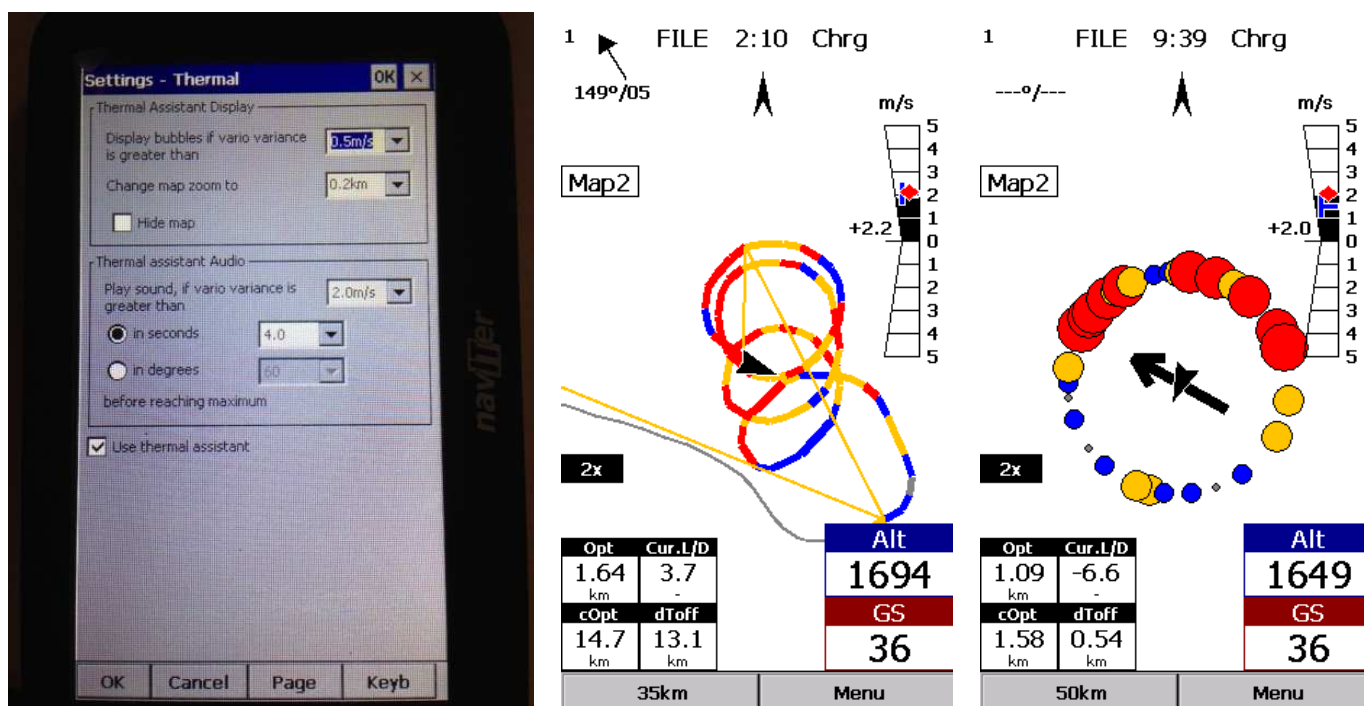 Settings - Thermal OK ×
Thermal Assistant Display
Display bubbles if vario variance
is greater than
0.5m/s
Change map zoom to 0.2km
Hide map
Thermal assistant Audio
Play sound, if vario variance is
greater than
2.0m/s
in seconds 4.0
in degrees 60
before reaching maximum
Use thermal assistant
OK Cancel Page Keyb
naviter
1 FILE 2:10 Chrg
149º/05
m/s
Map2
5
4
3
2
1
+2.2 0
1
2
3
4
5
2x
Opt Cur.L/D
1.64 3.7
km -
cOpt dToff
14.7 13.1
km km
Alt
1694
GS
36
35km Menu
1 FILE 9:39 Chrg
---º/---
m/s
Map2
5
4
3
2
1
+2.0 0
1
2
3
4
5
2x
Opt Cur.L/D
1.09 -6.6
km -
cOpt dToff
1.58 0.54
km km
Alt
1649
GS
36
50km Menu